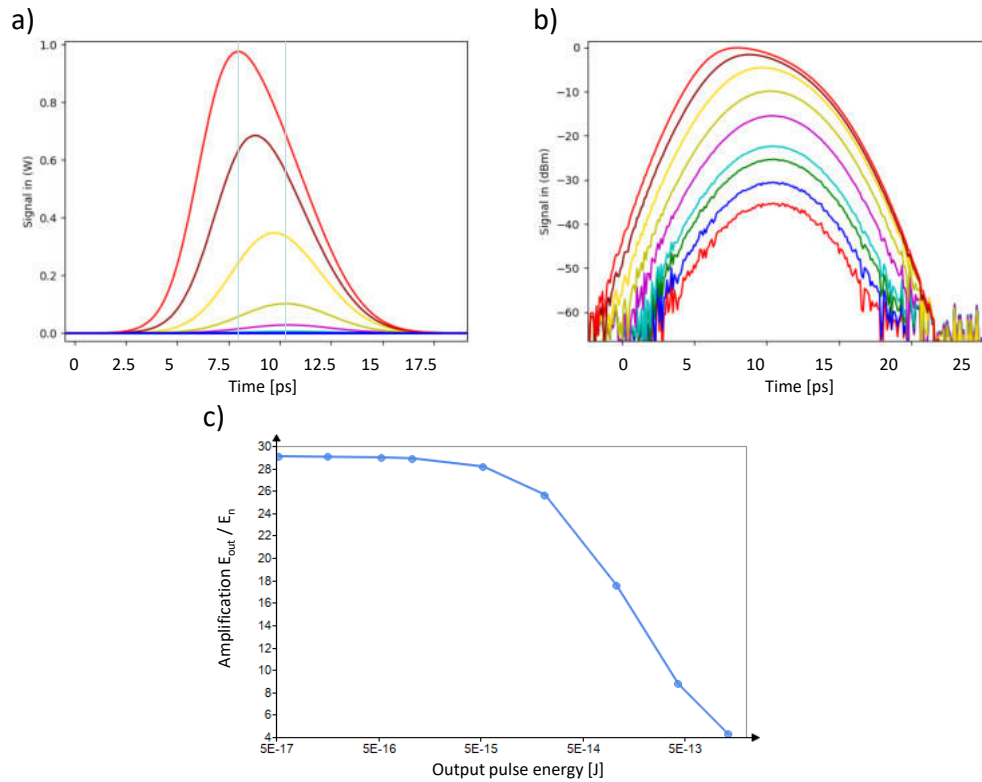 a)
1.0
0.8
0.6
0.4
0.2
0.0
Signal in (W)
0 2.5 5 7.5 10 12.5 15 17.5
Time [ps]
b)
0
−10
−20
−30
−40
−50
−60
Signal in (dBm)
0 5 10 15 20 25
Time [ps]
c)
30
28
26
24
22
20
18
16
14
12
10
8
6
4
Amplification E_out / E_n
5E-17 5E-16 5E-15 5E-14 5E-13
Output pulse energy [J]